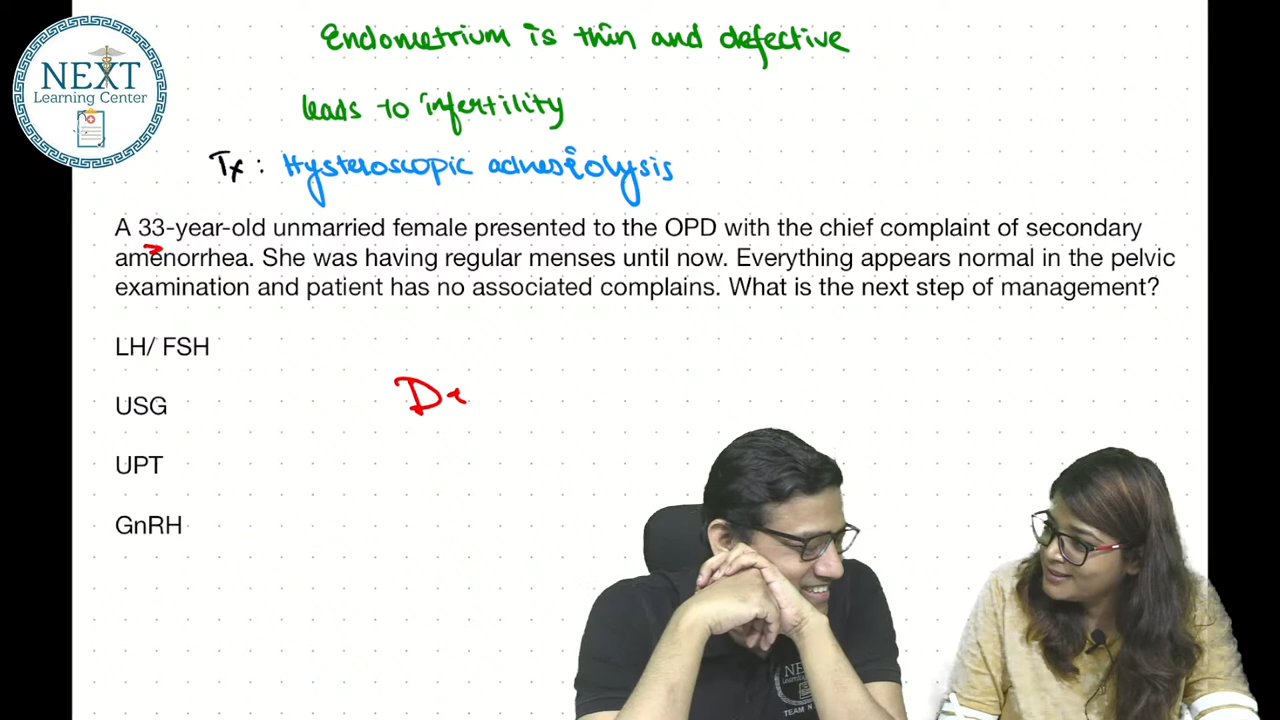 NEXT
Learning Center
Endometrium is thin and defective
leads to infertility
Tx : Hysteroscopic adhesiolysis
A 33-year-old unmarried female presented to the OPD with the chief complaint of secondary
amenorrhea. She was having regular menses until now. Everything appears normal in the pelvic
examination and patient has no associated complains. What is the next step of management?
LH/ FSH
USG
UPT
GnRH
NEXT